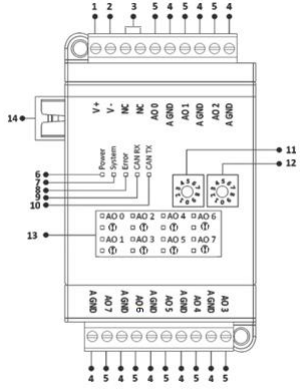 1 2 3 5 4 5 4 5 4
V + V - NC NC AO 0 A GND AO 1 A GND AO 2 A GND
14
6 Power
7 System
8 Error
9 CAN RX
10 CAN TX
11
12
13
AO 0 AO 2 AO 4 AO 6
AO 1 AO 3 AO 5 AO 7
A GND AO 7 A GND AO 6 A GND AO 5 A GND AO 4 A GND AO 3
4 5 4 5 4 5 4 5 4 5